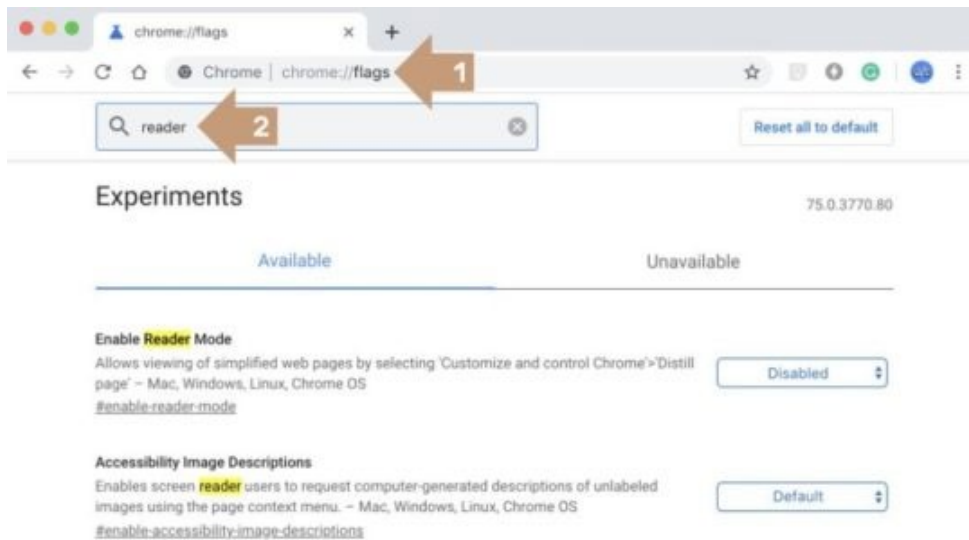 chrome://flags
Chrome | chrome://flags
1
reader
2
Reset all to default
Experiments
75.0.3770.80
Available
Unavailable
Enable Reader Mode
Allows viewing of simplified web pages by selecting 'Customize and control Chrome'>'Distill
page' – Mac, Windows, Linux, Chrome OS
#enable-reader-mode
Disabled
Accessibility Image Descriptions
Enables screen reader users to request computer-generated descriptions of unlabeled
images using the page context menu. – Mac, Windows, Linux, Chrome OS
#enable-accessibility-image-descriptions
Default